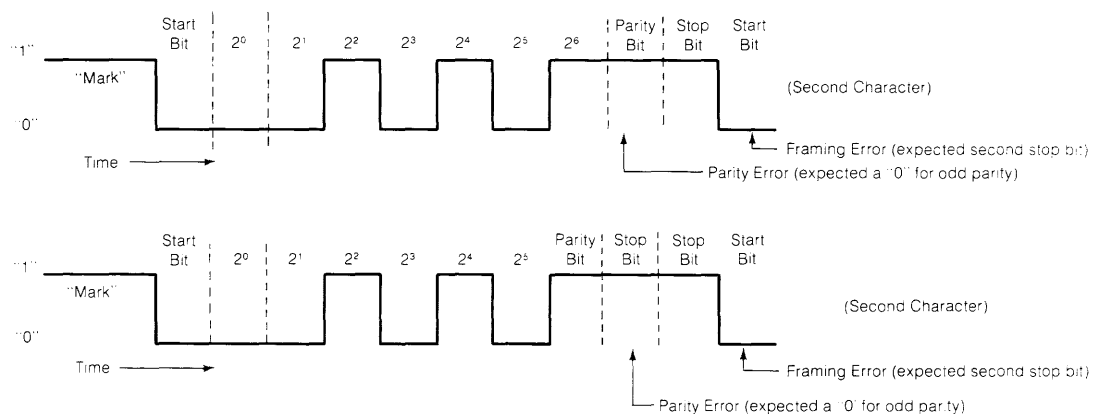 Start Parity Stop Start
Bit 2⁰ 2¹ 2² 2³ 2⁴ 2⁵ 2⁶ Bit Bit Bit
"1"
"Mark"
(Second Character)
"0"
Time
Framing Error (expected second stop bit)
Parity Error (expected a "0" for odd parity)
Start Parity Stop Stop Start
Bit 2⁰ 2¹ 2² 2³ 2⁴ 2⁵ Bit Bit Bit Bit
"1"
"Mark"
(Second Character)
"0"
Time
Framing Error (expected second stop bit)
Parity Error (expected a "0" for odd parity)